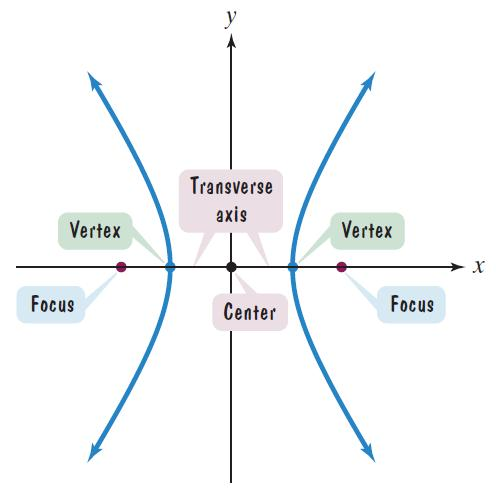 y
Transverse
axis
Vertex
Vertex
x
Focus
Center
Focus